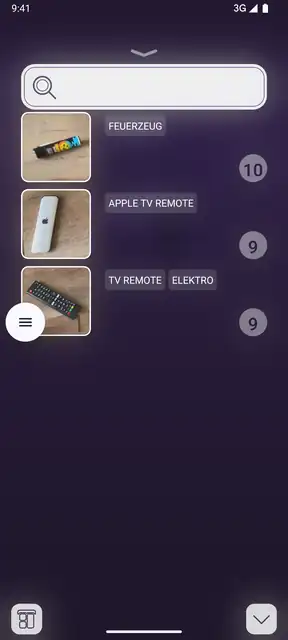 9:41
3G
FEUERZEUG
10
APPLE TV REMOTE
9
TV REMOTE ELEKTRO
9